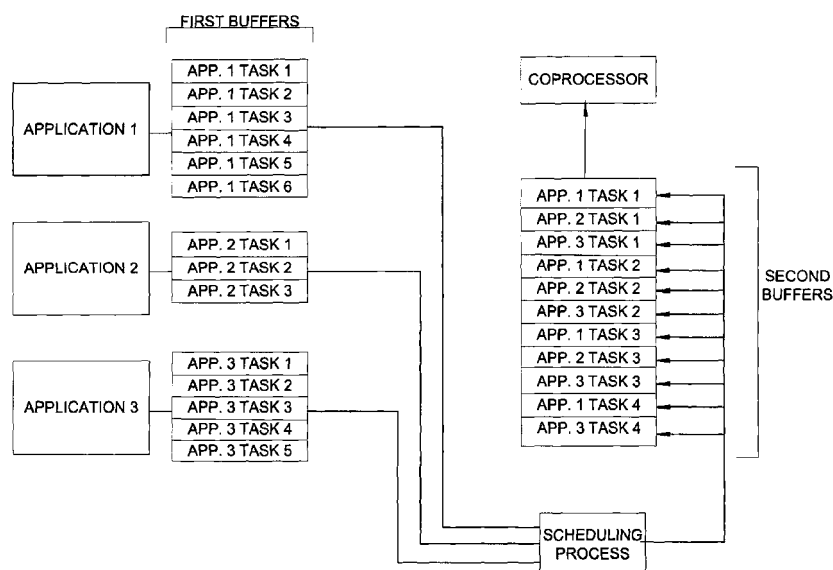 FIRST BUFFERS
APPLICATION 1
APP. 1 TASK 1
APP. 1 TASK 2
APP. 1 TASK 3
APP. 1 TASK 4
APP. 1 TASK 5
APP. 1 TASK 6
APPLICATION 2
APP. 2 TASK 1
APP. 2 TASK 2
APP. 2 TASK 3
APPLICATION 3
APP. 3 TASK 1
APP. 3 TASK 2
APP. 3 TASK 3
APP. 3 TASK 4
APP. 3 TASK 5
COPROCESSOR
APP. 1 TASK 1
APP. 2 TASK 1
APP. 3 TASK 1
APP. 1 TASK 2
APP. 2 TASK 2
APP. 3 TASK 2
APP. 1 TASK 3
APP. 2 TASK 3
APP. 3 TASK 3
APP. 1 TASK 4
APP. 3 TASK 4
SECOND
BUFFERS
SCHEDULING
PROCESS